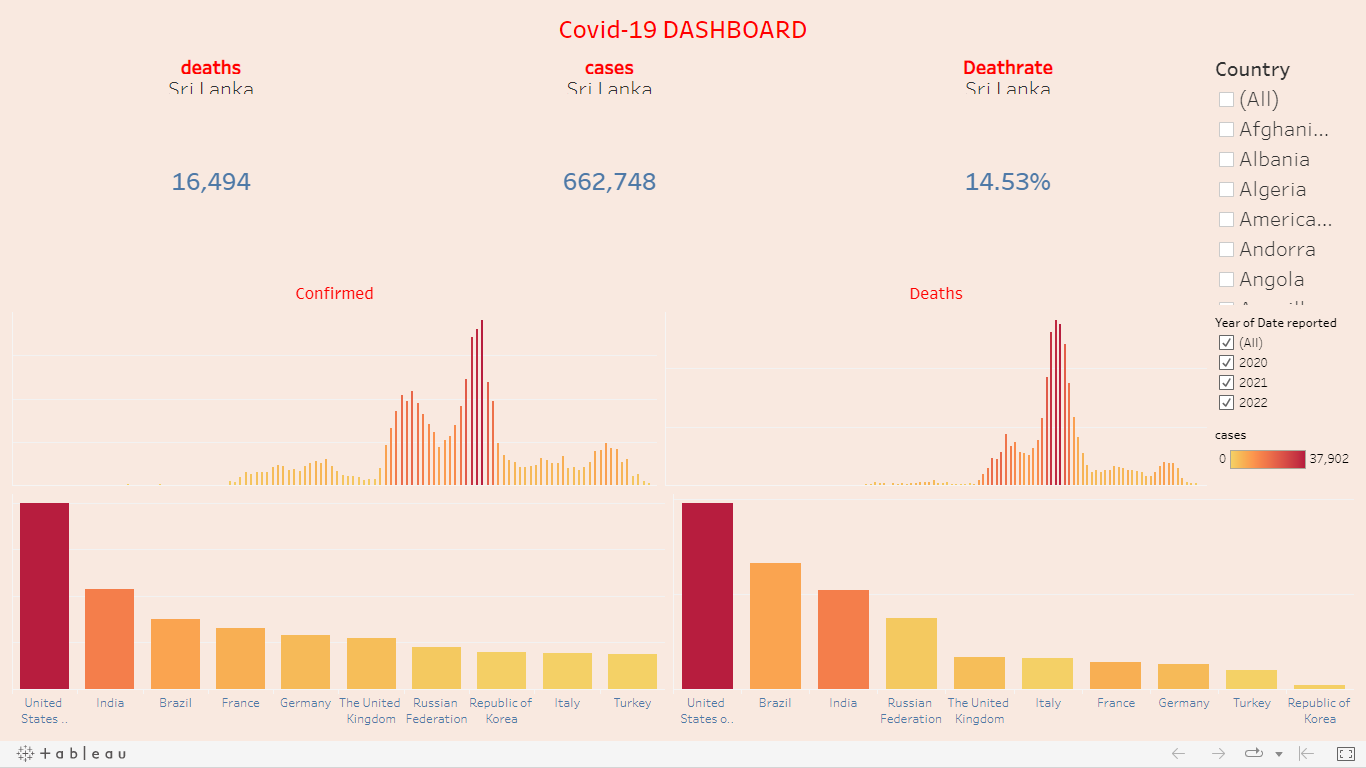 Covid-19 DASHBOARD
deaths
Sri Lanka
16,494
cases
Sri Lanka
662,748
Deathrate
Sri Lanka
14.53%
Country
(All)
Afghani...
Albania
Algeria
America...
Andorra
Angola
Year of Date reported
(All)
2020
2021
2022
cases
0
37,902
Confirmed
Deaths
United
States ..
India
Brazil
France
Germany
The United
Kingdom
Russian
Federation
Republic of
Korea
Italy
Turkey
United
States o..
Brazil
India
Russian
Federation
The United
Kingdom
Italy
France
Germany
Turkey
Republic of
Korea
+ a b l e a u